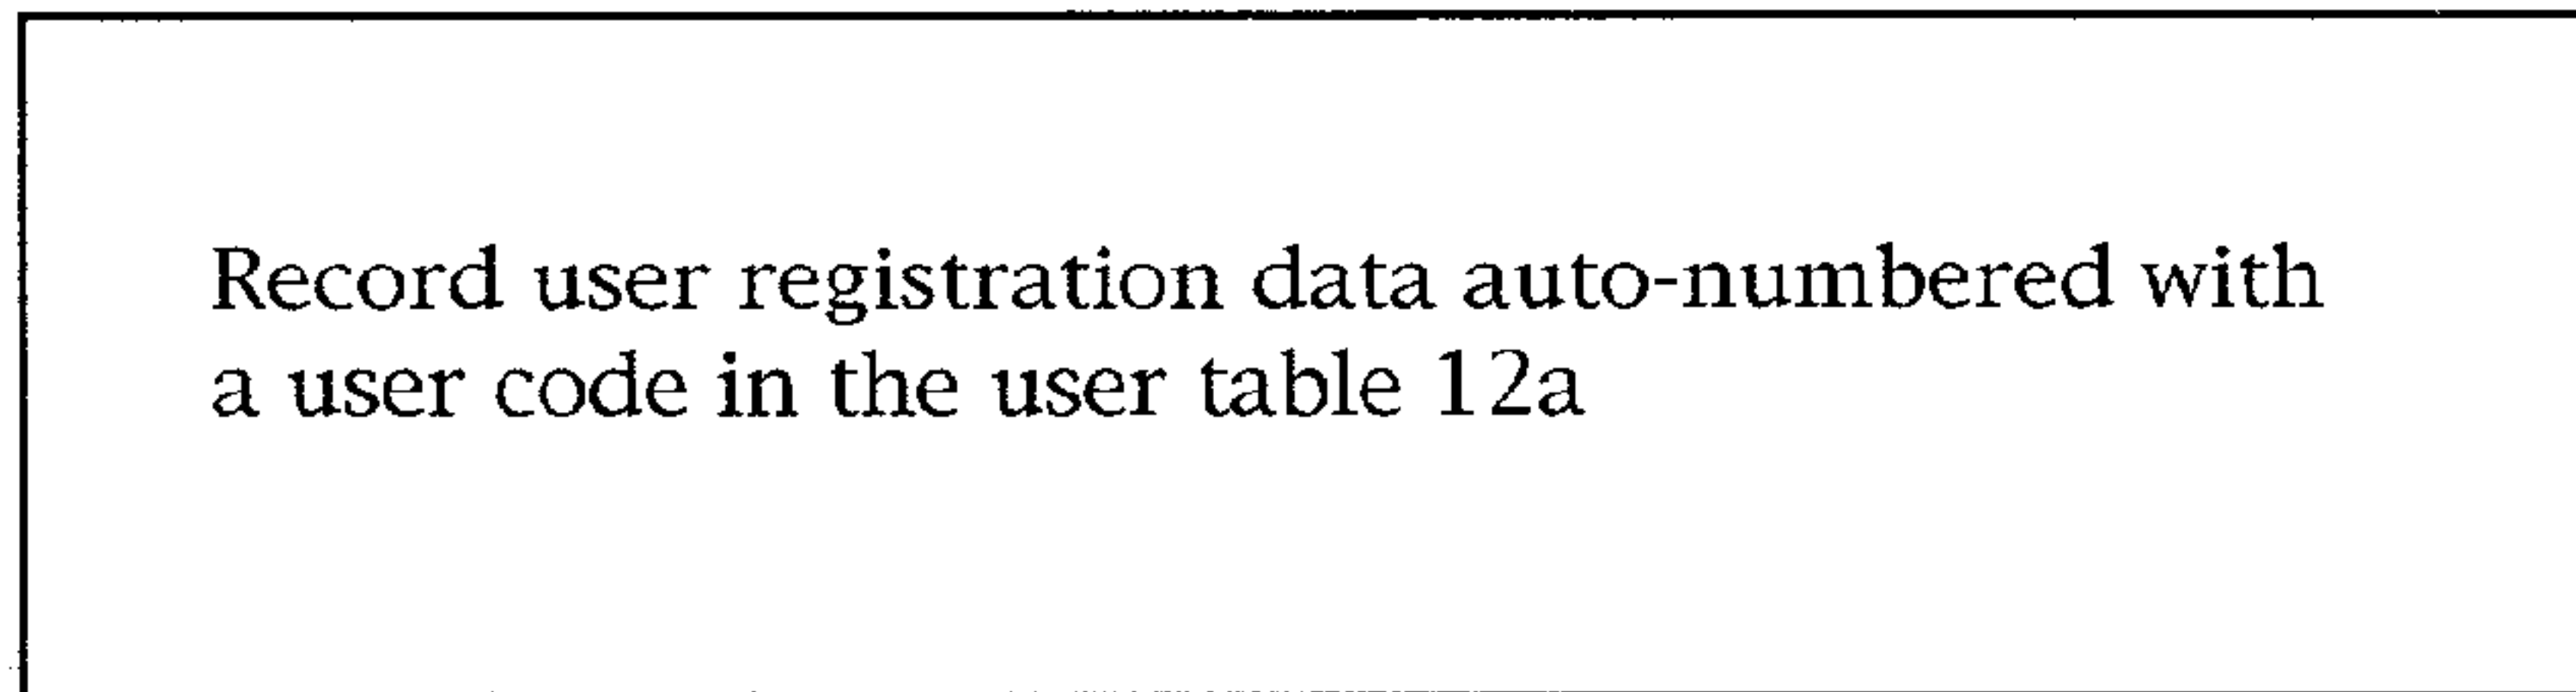 Record user registration data auto-numbered with
a user code in the user table 12a